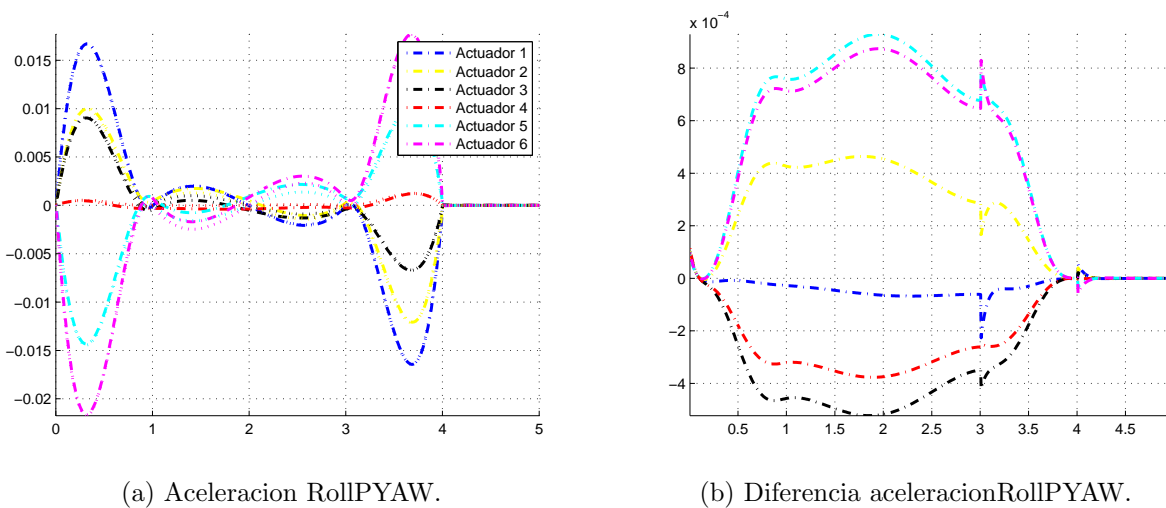 x 10⁻⁴
0.015
0.01
0.005
0
−0.005
−0.01
−0.015
−0.02
0 1 2 3 4 5
Actuador 1
Actuador 2
Actuador 3
Actuador 4
Actuador 5
Actuador 6
8
6
4
2
0
−2
−4
0.5 1 1.5 2 2.5 3 3.5 4 4.5
(a) Aceleracion RollPYAW.
(b) Diferencia aceleracionRollPYAW.